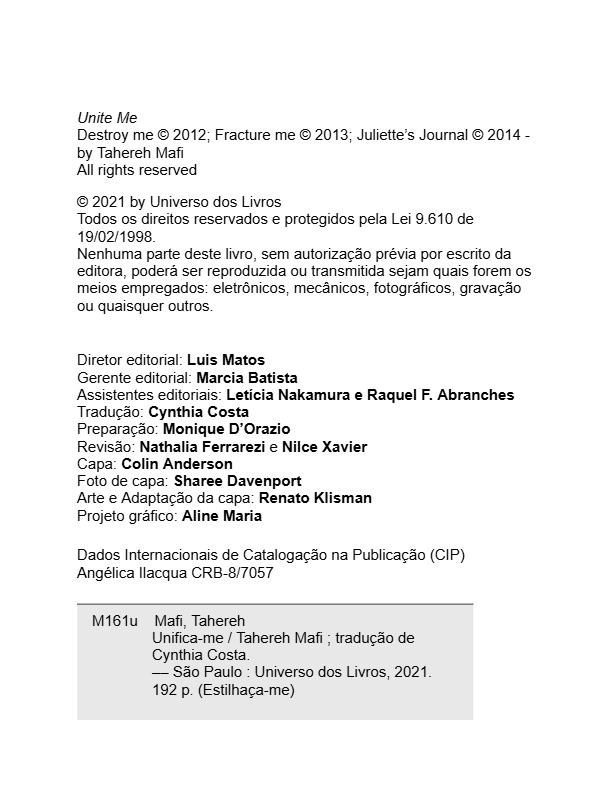 Unite Me
Destroy me © 2012; Fracture me © 2013; Juliette’s Journal © 2014 -
by Tahereh Mafi
All rights reserved
© 2021 by Universo dos Livros
Todos os direitos reservados e protegidos pela Lei 9.610 de
19/02/1998.
Nenhuma parte deste livro, sem autorização prévia por escrito da
editora, poderá ser reproduzida ou transmitida sejam quais forem os
meios empregados: eletrônicos, mecânicos, fotográficos, gravação
ou quaisquer outros.
Diretor editorial: Luis Matos
Gerente editorial: Marcia Batista
Assistentes editoriais: Letícia Nakamura e Raquel F. Abranches
Tradução: Cynthia Costa
Preparação: Monique D’Orazio
Revisão: Nathalia Ferrarezi e Nilce Xavier
Capa: Colin Anderson
Foto de capa: Sharee Davenport
Arte e Adaptação da capa: Renato Klisman
Projeto gráfico: Aline Maria
Dados Internacionais de Catalogação na Publicação (CIP)
Angélica Ilacqua CRB-8/7057
M161u Mafi, Tahereh
Unifica-me / Tahereh Mafi ; tradução de
Cynthia Costa.
–– São Paulo : Universo dos Livros, 2021.
192 p. (Estilhaça-me)